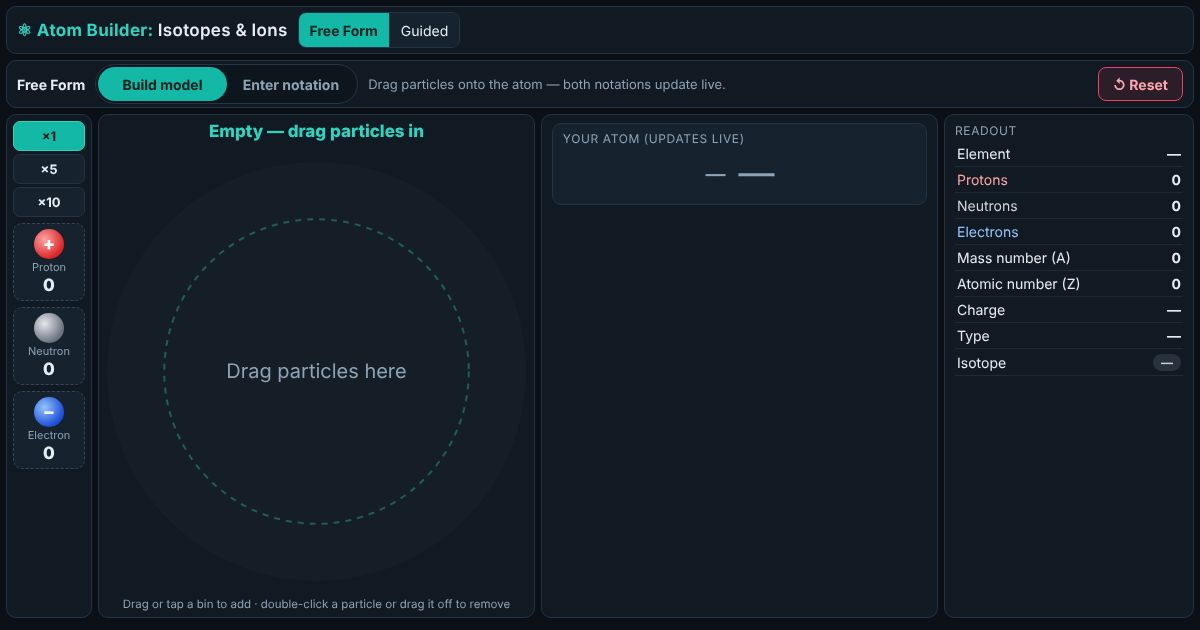 ⚛ Atom Builder: Isotopes & Ions
Free Form
Guided
Free Form
Build model
Enter notation
Drag particles onto the atom — both notations update live.
↺ Reset
×1
×5
×10
+
Proton
0
Neutron
0
−
Electron
0
Empty — drag particles in
Drag particles here
Drag or tap a bin to add · double-click a particle or drag it off to remove
YOUR ATOM (UPDATES LIVE)
— —
READOUT
Element —
Protons 0
Neutrons 0
Electrons 0
Mass number (A) 0
Atomic number (Z) 0
Charge —
Type —
Isotope —